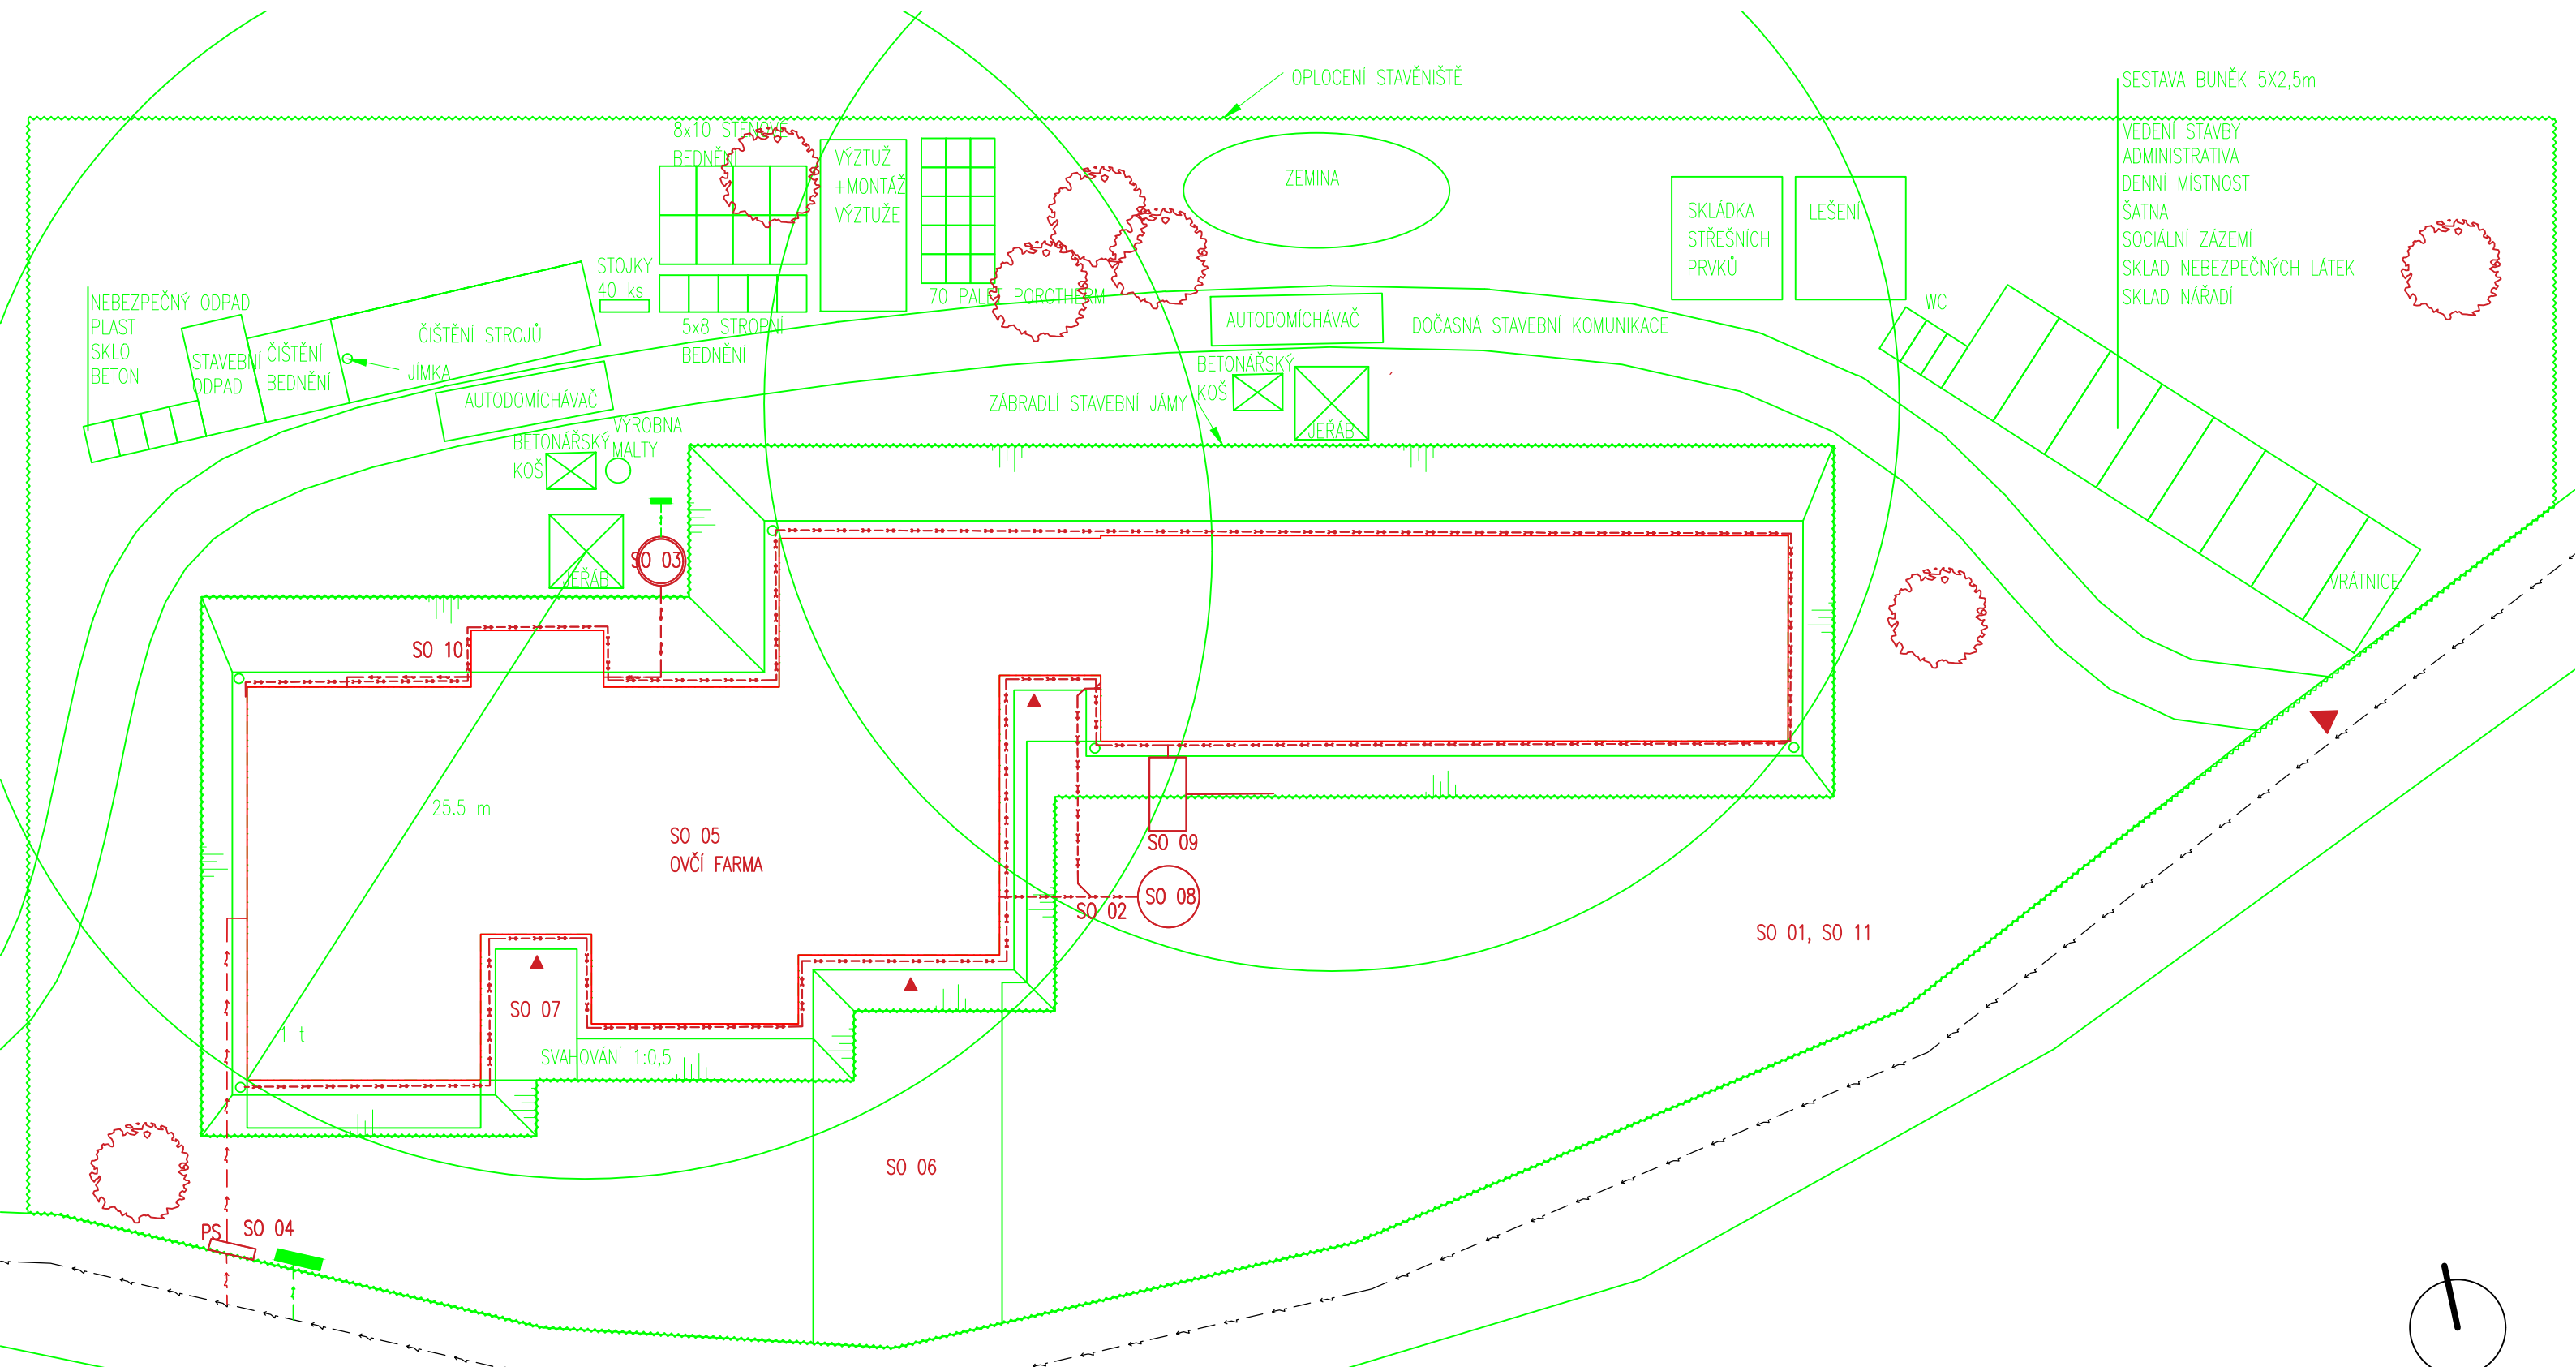 OPLOCENÍ STAVĚNIŠTĚ
SESTAVA BUNĚK 5X2,5m
VEDENÍ STAVBY
ADMINISTRATIVA
DENNÍ MÍSTNOST
ŠATNA
SOCIÁLNÍ ZÁZEMÍ
SKLAD NEBEZPEČNÝCH LÁTEK
SKLAD NÁŘADÍ
8x10 STĚNOVÉ
BEDNĚNÍ
VÝZTUŽ
+MONTÁŽ
VÝZTUŽE
ZEMINA
SKLÁDKA
STŘEŠNÍCH
PRVKŮ
LEŠENÍ
STOJKY
40 ks
70 PALET POROTHERM
WC
NEBEZPEČNÝ ODPAD
PLAST
SKLO
BETON
STAVEBNÍ
ODPAD
ČIŠTĚNÍ
BEDNĚNÍ
ČIŠTĚNÍ STROJŮ
JÍMKA
5x8 STROPNÍ
BEDNĚNÍ
AUTODOMÍCHÁVAČ
DOČASNÁ STAVEBNÍ KOMUNIKACE
BETONÁŘSKÝ
KOŠ
ZÁBRADLÍ STAVEBNÍ JÁMY
JEŘÁB
AUTODOMÍCHÁVAČ
BETONÁŘSKÝ
KOŠ
VÝROBNA
MALTY
JEŘÁB
SO 03
VRÁTNICE
SO 10
25.5 m
SO 05
OVČÍ FARMA
SO 09
SO 08
SO 02
SO 01, SO 11
SO 07
1 t
SVAHOVÁNÍ 1:0,5
SO 06
PS
SO 04